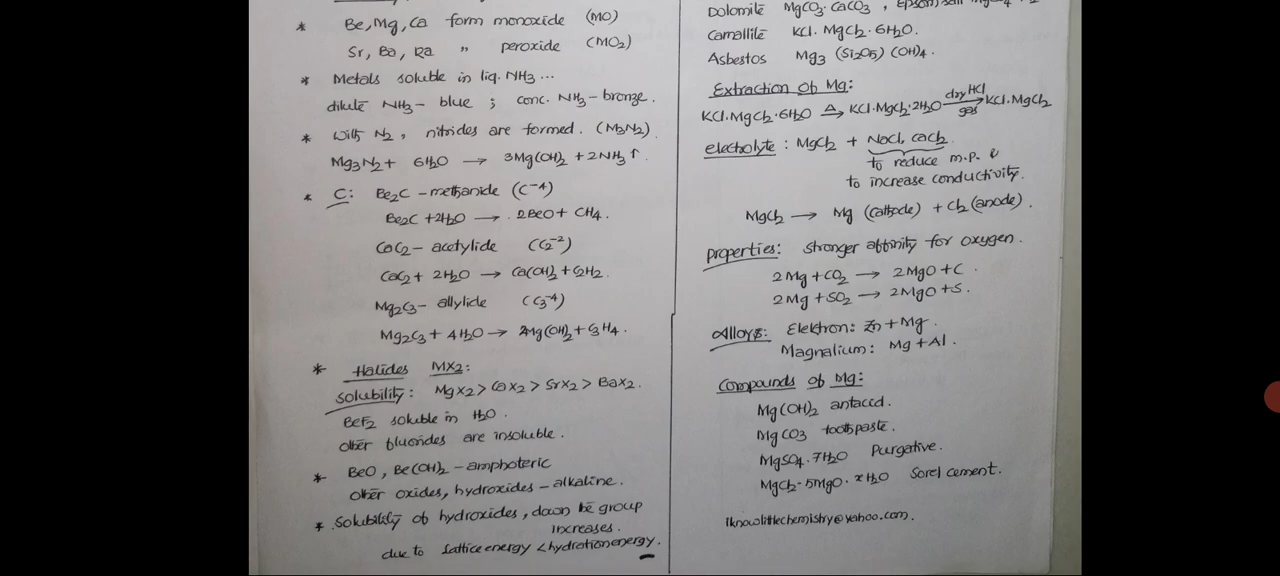 * Be, Mg, Ca form monoxide (MO)
Sr, Ba, Ra " peroxide (MO2)
* Metals soluble in liq. NH3 ...
dilute NH3 - blue ; conc. NH3 - bronze.
* With N2, nitrides are formed. (M3N2)
Mg3N2 + 6H2O → 3Mg(OH)2 + 2NH3↑
* C: Be2C - methanide (C-4)
Be2C + 2H2O → 2BeO + CH4.
CaC2 - acetylide (C2-2)
CaC2 + 2H2O → Ca(OH)2 + C2H2.
Mg2C3 - allylide (C3-4)
Mg2C3 + 4H2O → 2Mg(OH)2 + C3H4.
* Halides MX2:
solubility: MgX2 > CaX2 > SrX2 > BaX2.
BeF2 soluble in H2O.
other fluorides are insoluble.
* BeO, Be(OH)2 - amphoteric
other oxides, hydroxides - alkaline.
* Solubility of hydroxides, down the group
increases.
due to Lattice energy < hydration energy.
Dolomite MgCO3.CaCO3 , Epsom salt
Carnallite KCl. MgCl2. 6H2O.
Asbestos Mg3 (Si2O5) (OH)4.
Extraction of Mg:
KCl.MgCl2.6H2O →Δ KCl.MgCl2.2H2O →dry HCl gas KCl.MgCl2
electrolyte: MgCl2 + NaCl, CaCl2.
to reduce m.p. &
to increase conductivity.
MgCl2 → Mg (cathode) + Cl2 (anode).
properties: stronger affinity for oxygen.
2Mg + CO2 → 2MgO + C.
2Mg + SO2 → 2MgO + S.
Alloys: Elektron: Zn + Mg.
Magnalium: Mg + Al.
Compounds of Mg:
Mg(OH)2 antacid.
MgCO3 toothpaste.
MgSO4.7H2O Purgative.
MgCl2.5MgO.xH2O Sorel cement.
iknowlittlechemistry@yahoo.com.